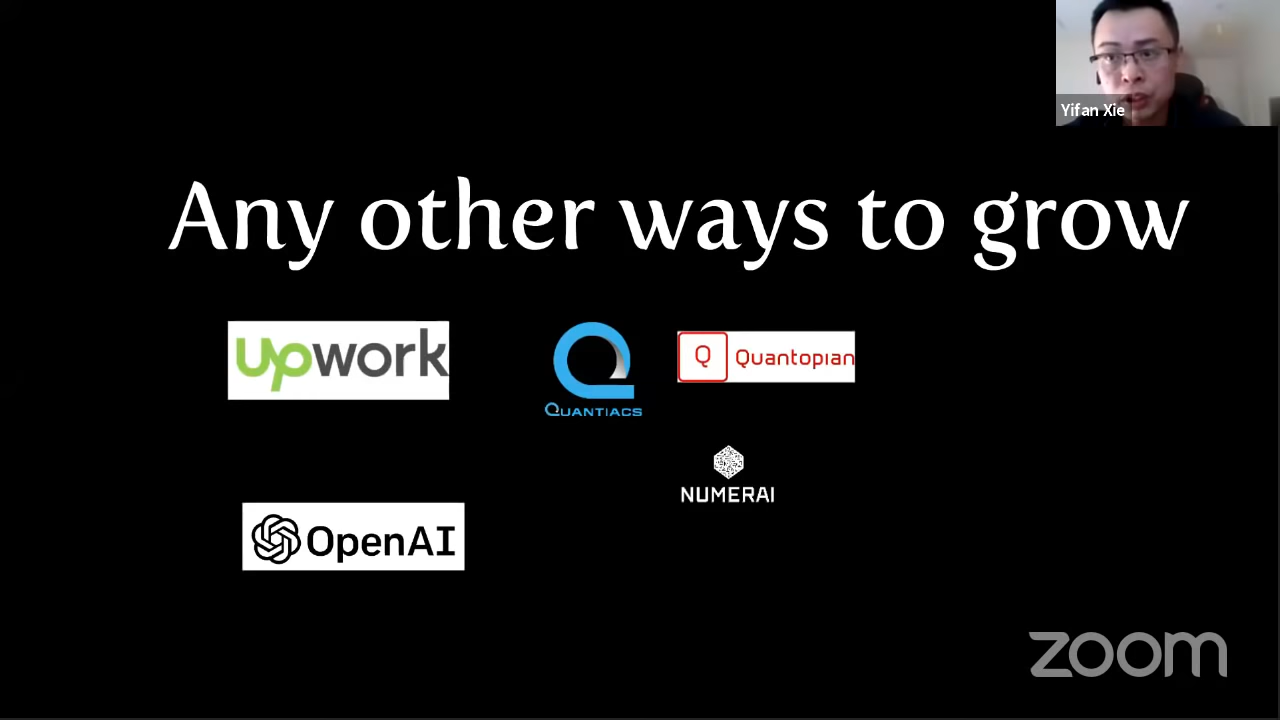 Yifan Xie
Any other ways to grow
Upwork
QUANTIACS
Q Quantopian
NUMERAI
OpenAI
zoom